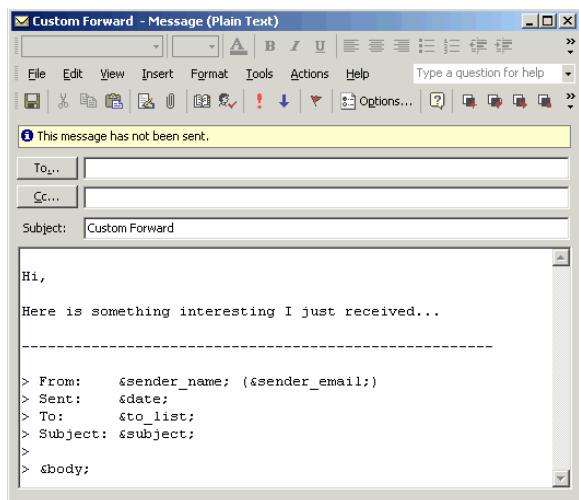 Custom Forward - Message (Plain Text)
A B I U
File Edit View Insert Format Tools Actions Help Type a question for help
Options...
This message has not been sent.
To...
Cc...
Subject: Custom Forward
Hi,
Here is something interesting I just received...
-------------------------------------------------------
> From: &sender_name; (&sender_email;)
> Sent: &date;
> To: &to_list;
> Subject: &subject;
>
> &body;